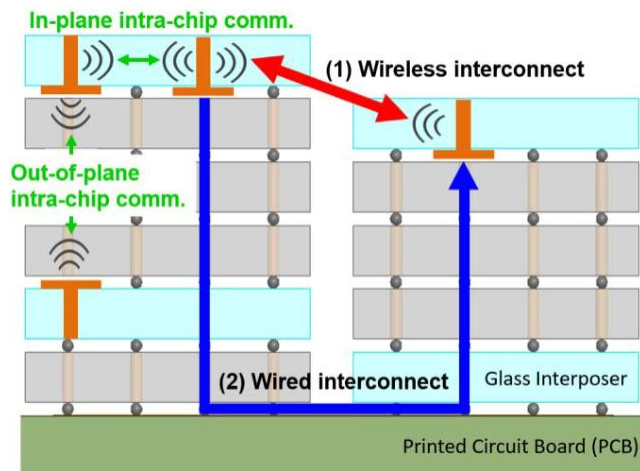 In-plane intra-chip comm.
(1) Wireless interconnect
Out-of-plane
intra-chip comm.
(2) Wired interconnect
Glass Interposer
Printed Circuit Board (PCB)